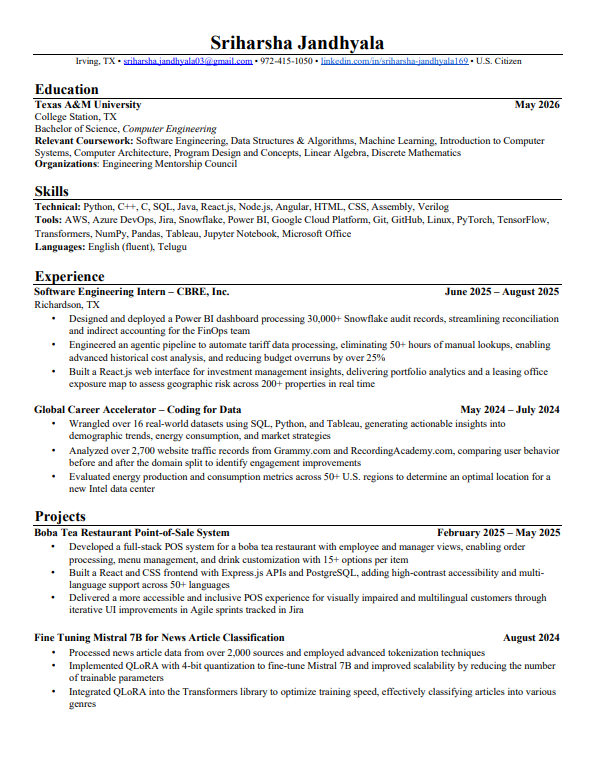 Sriharsha Jandhyala
Irving, TX • sriharsha.jandhyala03@gmail.com • 972-415-1050 • linkedin.com/in/sriharsha-jandhyala169 • U.S. Citizen
Education
Texas A&M University May 2026
College Station, TX
Bachelor of Science, Computer Engineering
Relevant Coursework: Software Engineering, Data Structures & Algorithms, Machine Learning, Introduction to Computer
Systems, Computer Architecture, Program Design and Concepts, Linear Algebra, Discrete Mathematics
Organizations: Engineering Mentorship Council
Skills
Technical: Python, C++, C, SQL, Java, React.js, Node.js, Angular, HTML, CSS, Assembly, Verilog
Tools: AWS, Azure DevOps, Jira, Snowflake, Power BI, Google Cloud Platform, Git, GitHub, Linux, PyTorch, TensorFlow,
Transformers, NumPy, Pandas, Tableau, Jupyter Notebook, Microsoft Office
Languages: English (fluent), Telugu
Experience
Software Engineering Intern – CBRE, Inc. June 2025 – August 2025
Richardson, TX
• Designed and deployed a Power BI dashboard processing 30,000+ Snowflake audit records, streamlining reconciliation
and indirect accounting for the FinOps team
• Engineered an agentic pipeline to automate tariff data processing, eliminating 50+ hours of manual lookups, enabling
advanced historical cost analysis, and reducing budget overruns by over 25%
• Built a React.js web interface for investment management insights, delivering portfolio analytics and a leasing office
exposure map to assess geographic risk across 200+ properties in real time
Global Career Accelerator – Coding for Data May 2024 – July 2024
• Wrangled over 16 real-world datasets using SQL, Python, and Tableau, generating actionable insights into
demographic trends, energy consumption, and market strategies
• Analyzed over 2,700 website traffic records from Grammy.com and RecordingAcademy.com, comparing user behavior
before and after the domain split to identify engagement improvements
• Evaluated energy production and consumption metrics across 50+ U.S. regions to determine an optimal location for a
new Intel data center
Projects
Boba Tea Restaurant Point-of-Sale System February 2025 – May 2025
• Developed a full-stack POS system for a boba tea restaurant with employee and manager views, enabling order
processing, menu management, and drink customization with 15+ options per item
• Built a React and CSS frontend with Express.js APIs and PostgreSQL, adding high-contrast accessibility and multi-
language support across 50+ languages
• Delivered a more accessible and inclusive POS experience for visually impaired and multilingual customers through
iterative UI improvements in Agile sprints tracked in Jira
Fine Tuning Mistral 7B for News Article Classification August 2024
• Processed news article data from over 2,000 sources and employed advanced tokenization techniques
• Implemented QLoRA with 4-bit quantization to fine-tune Mistral 7B and improved scalability by reducing the number
of trainable parameters
• Integrated QLoRA into the Transformers library to optimize training speed, effectively classifying articles into various
genres